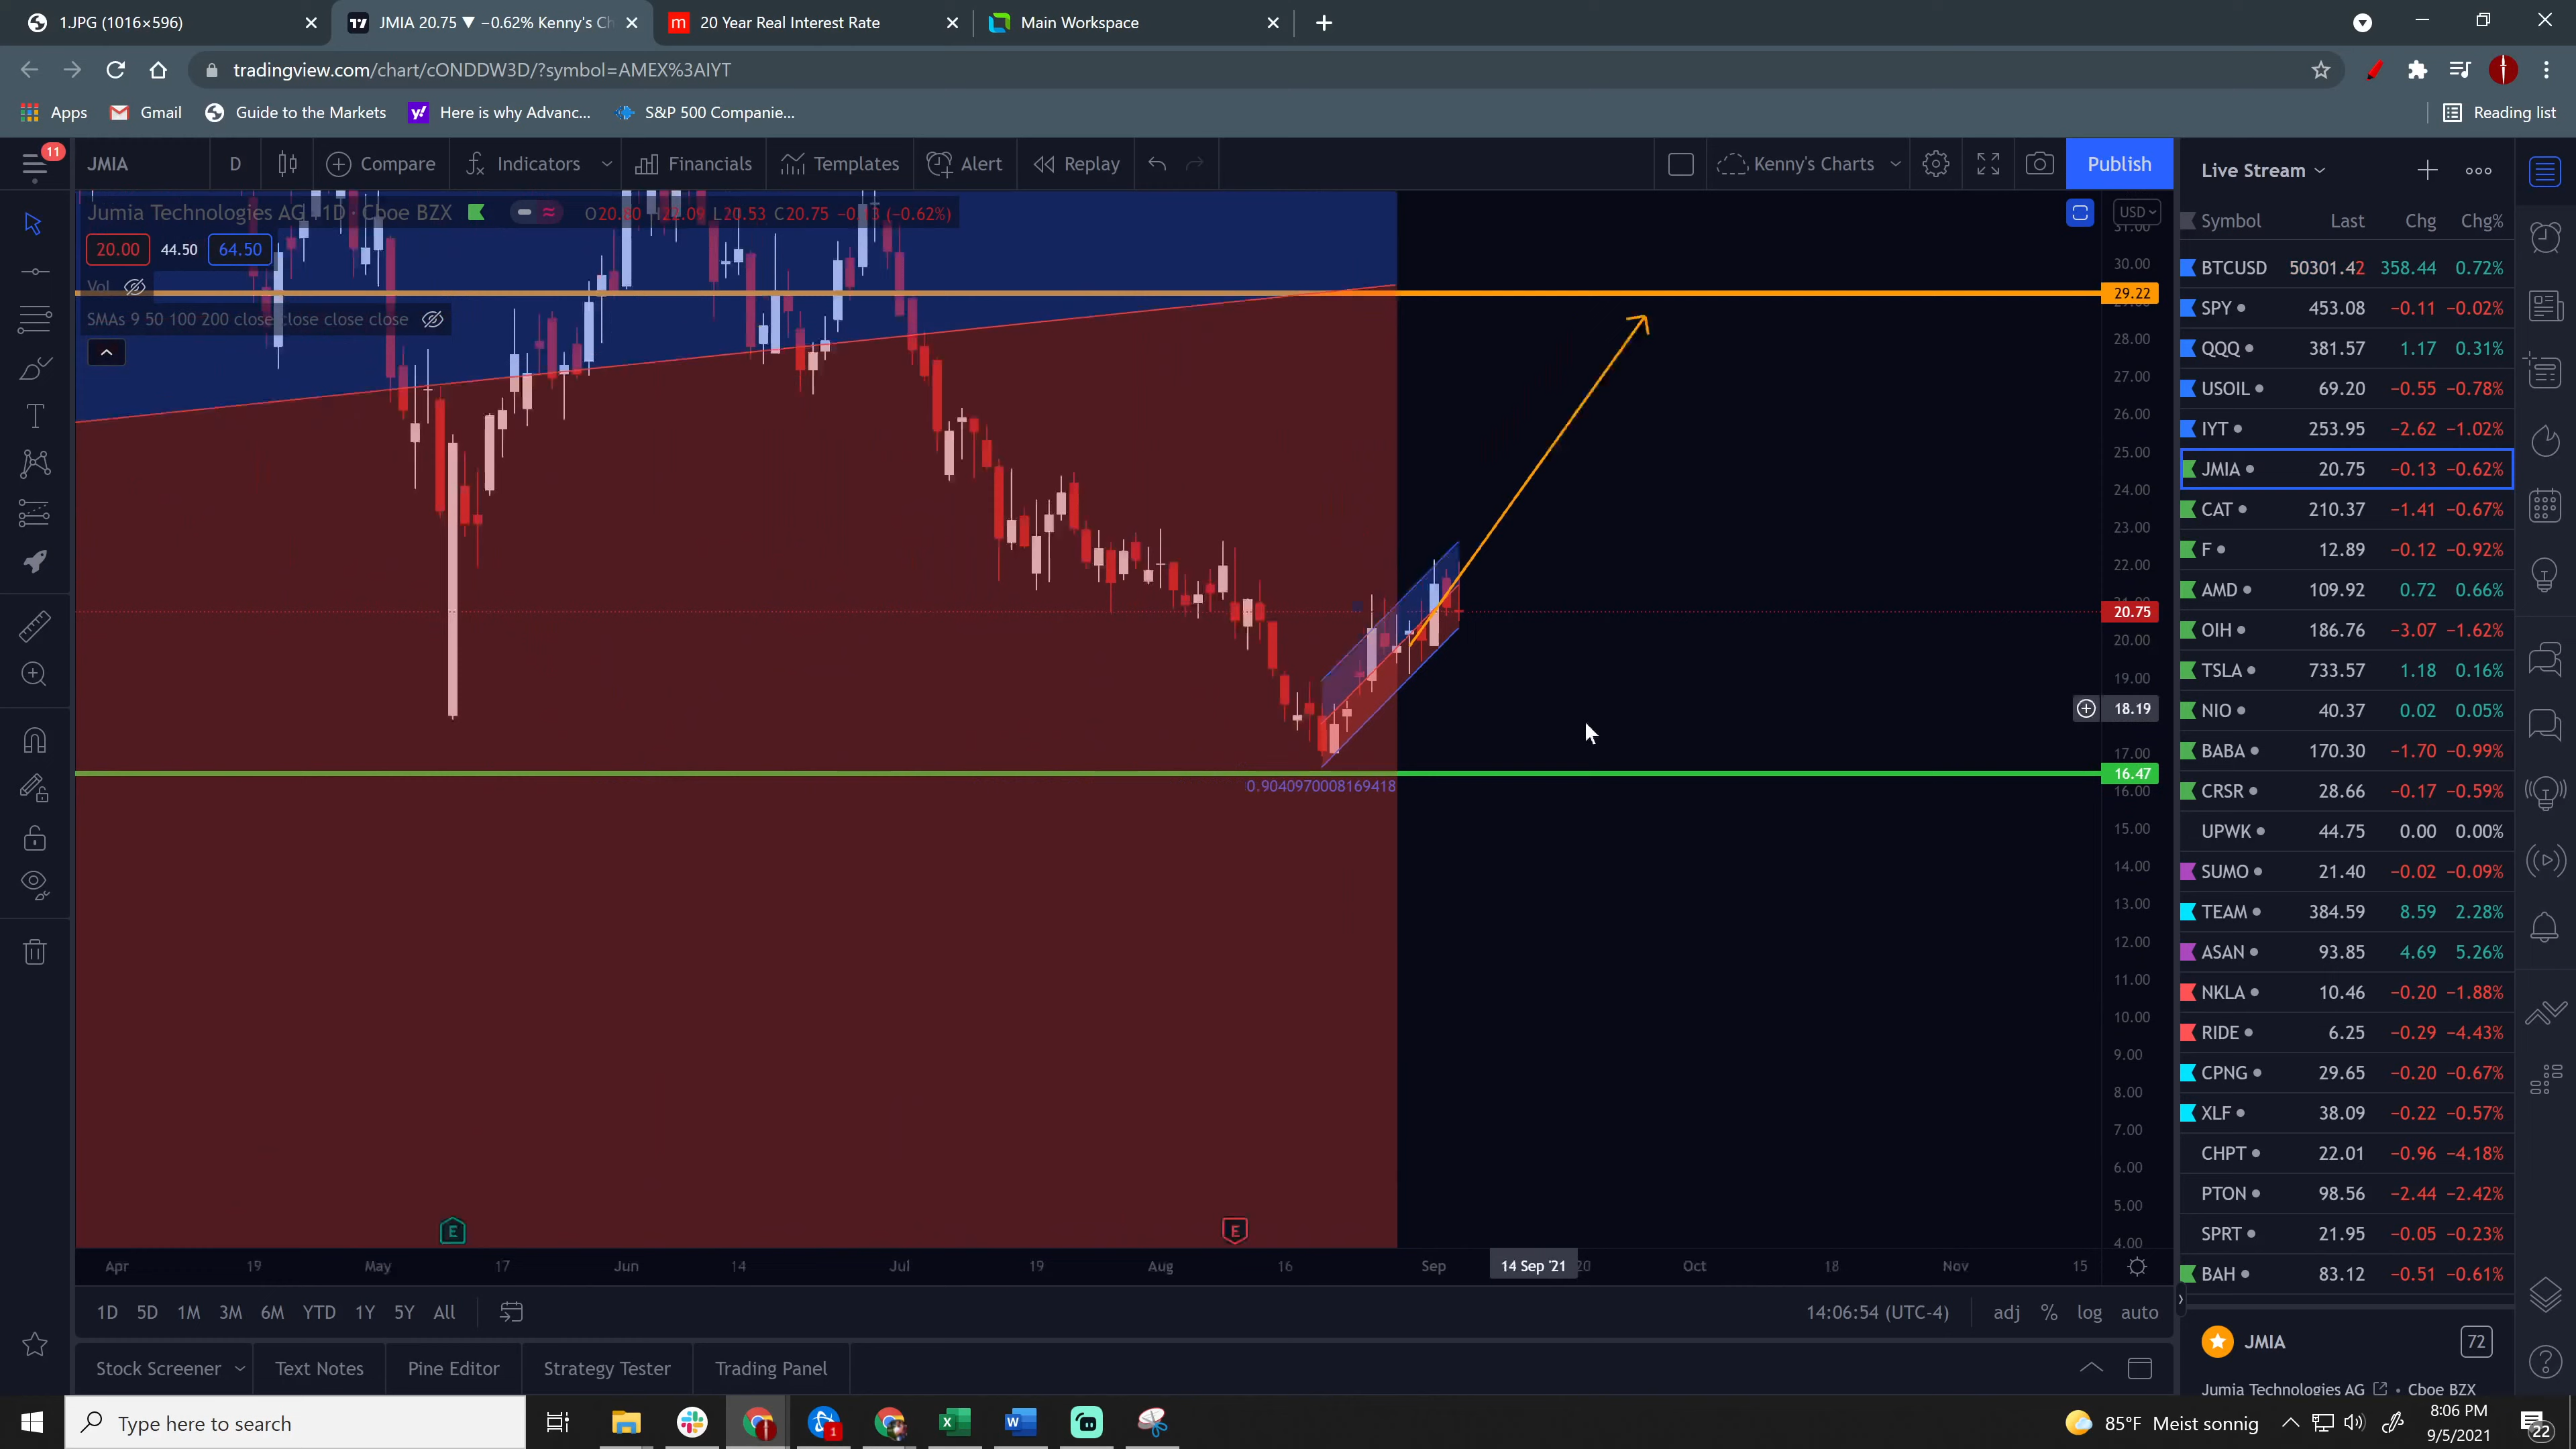 1.JPG (1016×596)
JMIA 20.75 ▼ −0.62% Kenny's Ch
20 Year Real Interest Rate
Main Workspace
tradingview.com/chart/cONDDW3D/?symbol=AMEX%3AIYT
Apps
Gmail
Guide to the Markets
Here is why Advanc...
S&P 500 Companie...
Reading list
11
JMIA
D
Compare
Indicators
Financials
Templates
Alert
Replay
Kenny's Charts
Publish
Jumia Technologies AG 1D · Cboe BZX
O20.80 H22.09 L20.53 C20.75 −0.13 (−0.62%)
USD
20.00 44.50 64.50
Vol
SMAs 9 50 100 200 close close close close
31.00
30.00
29.22
28.00
27.00
26.00
25.00
24.00
23.00
22.00
20.75
20.00
19.00
18.19
17.00
16.47
16.00
15.00
14.00
13.00
12.00
11.00
10.00
9.00
8.00
7.00
6.00
5.00
4.00
0.9040970008169418
E
E
Apr 19 May 17 Jun 14 Jul 19 Aug 16 Sep 14 Sep '21 20 Oct 18 Nov 15
1D 5D 1M 3M 6M YTD 1Y 5Y All
14:06:54 (UTC-4)
adj % log auto
Stock Screener
Text Notes
Pine Editor
Strategy Tester
Trading Panel
Live Stream
Symbol Last Chg Chg%
BTCUSD 50301.42 358.44 0.72%
SPY 453.08 −0.11 −0.02%
QQQ 381.57 1.17 0.31%
USOIL 69.20 −0.55 −0.78%
IYT 253.95 −2.62 −1.02%
JMIA 20.75 −0.13 −0.62%
CAT 210.37 −1.41 −0.67%
F 12.89 −0.12 −0.92%
AMD 109.92 0.72 0.66%
OIH 186.76 −3.07 −1.62%
TSLA 733.57 1.18 0.16%
NIO 40.37 0.02 0.05%
BABA 170.30 −1.70 −0.99%
CRSR 28.66 −0.17 −0.59%
UPWK 44.75 0.00 0.00%
SUMO 21.40 −0.02 −0.09%
TEAM 384.59 8.59 2.28%
ASAN 93.85 4.69 5.26%
NKLA 10.46 −0.20 −1.88%
RIDE 6.25 −0.29 −4.43%
CPNG 29.65 −0.20 −0.67%
XLF 38.09 −0.22 −0.57%
CHPT 22.01 −0.96 −4.18%
PTON 98.56 −2.44 −2.42%
SPRT 21.95 −0.05 −0.23%
BAH 83.12 −0.51 −0.61%
JMIA
72
Jumia Technologies AG · Cboe BZX
Type here to search
1
85°F Meist sonnig
8:06 PM
9/5/2021
22